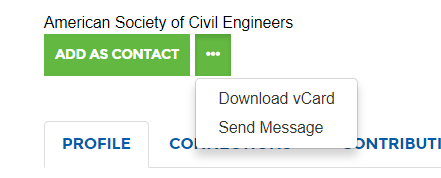 American Society of Civil Engineers
ADD AS CONTACT •••
Download vCard
Send Message
PROFILE